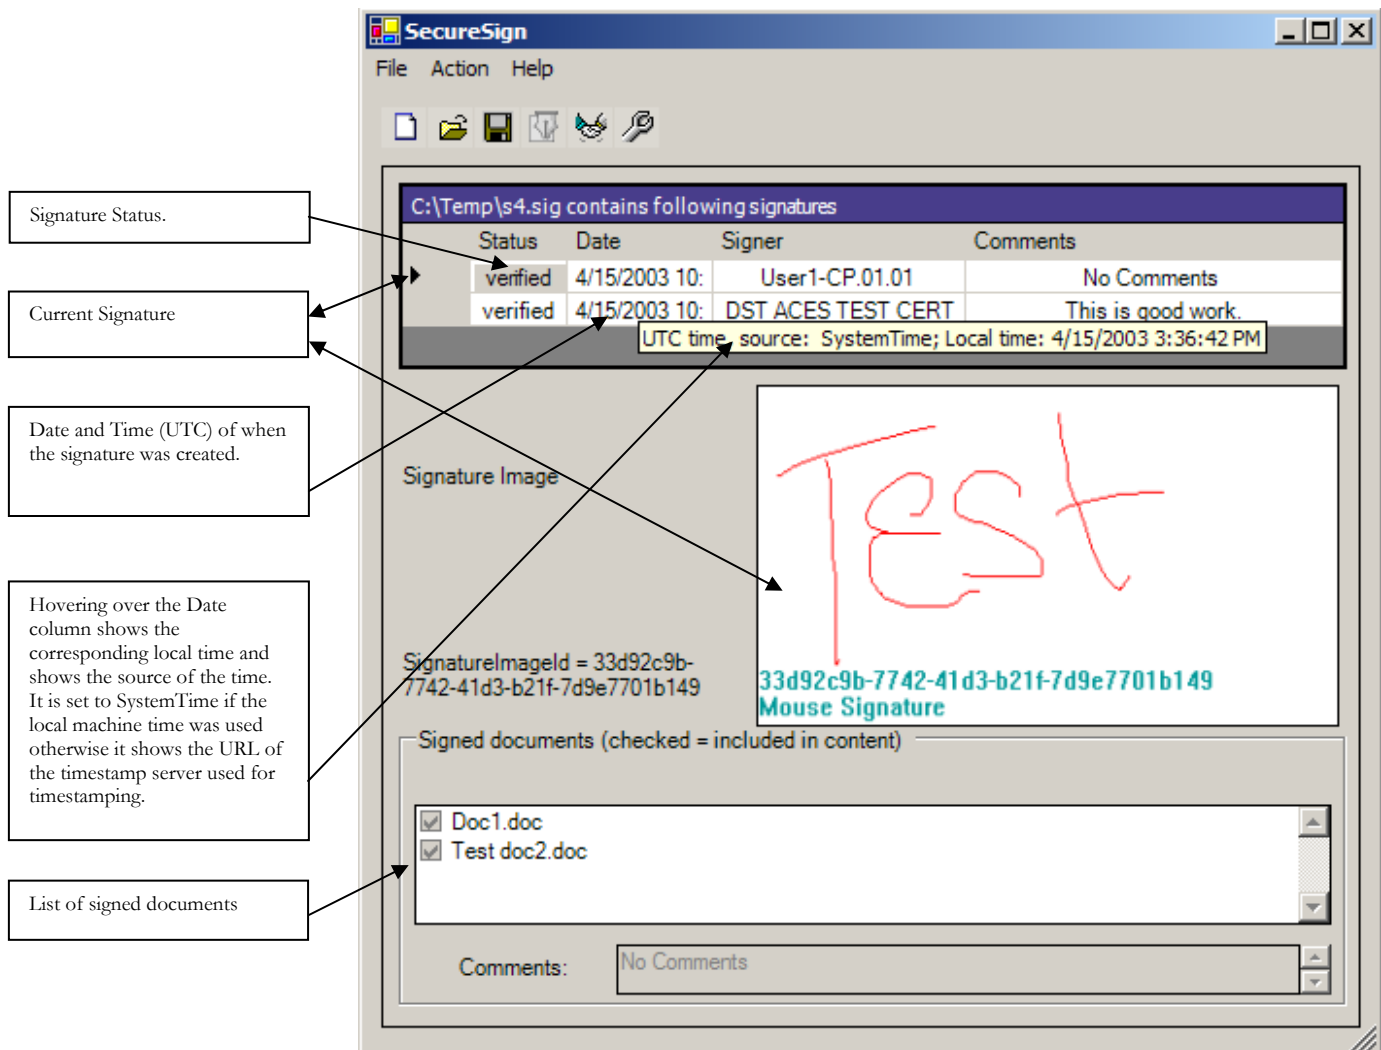 SecureSign
File Action Help
C:\Temp\s4.sig contains following signatures
Status Date Signer Comments
verified 4/15/2003 10: User1-CP.01.01 No Comments
verified 4/15/2003 10: DST ACES TEST CERT This is good work.
UTC time, source: SystemTime; Local time: 4/15/2003 3:36:42 PM
Signature Status.
Current Signature
Date and Time (UTC) of when
the signature was created.
Hovering over the Date
column shows the
corresponding local time and
shows the source of the time.
It is set to SystemTime if the
local machine time was used
otherwise it shows the URL of
the timestamp server used for
timestamping.
List of signed documents
Signature Image
Test
SignatureImageId = 33d92c9b-
7742-41d3-b21f-7d9e7701b149
33d92c9b-7742-41d3-b21f-7d9e7701b149
Mouse Signature
Signed documents (checked = included in content)
Doc1.doc
Test doc2.doc
Comments: No Comments